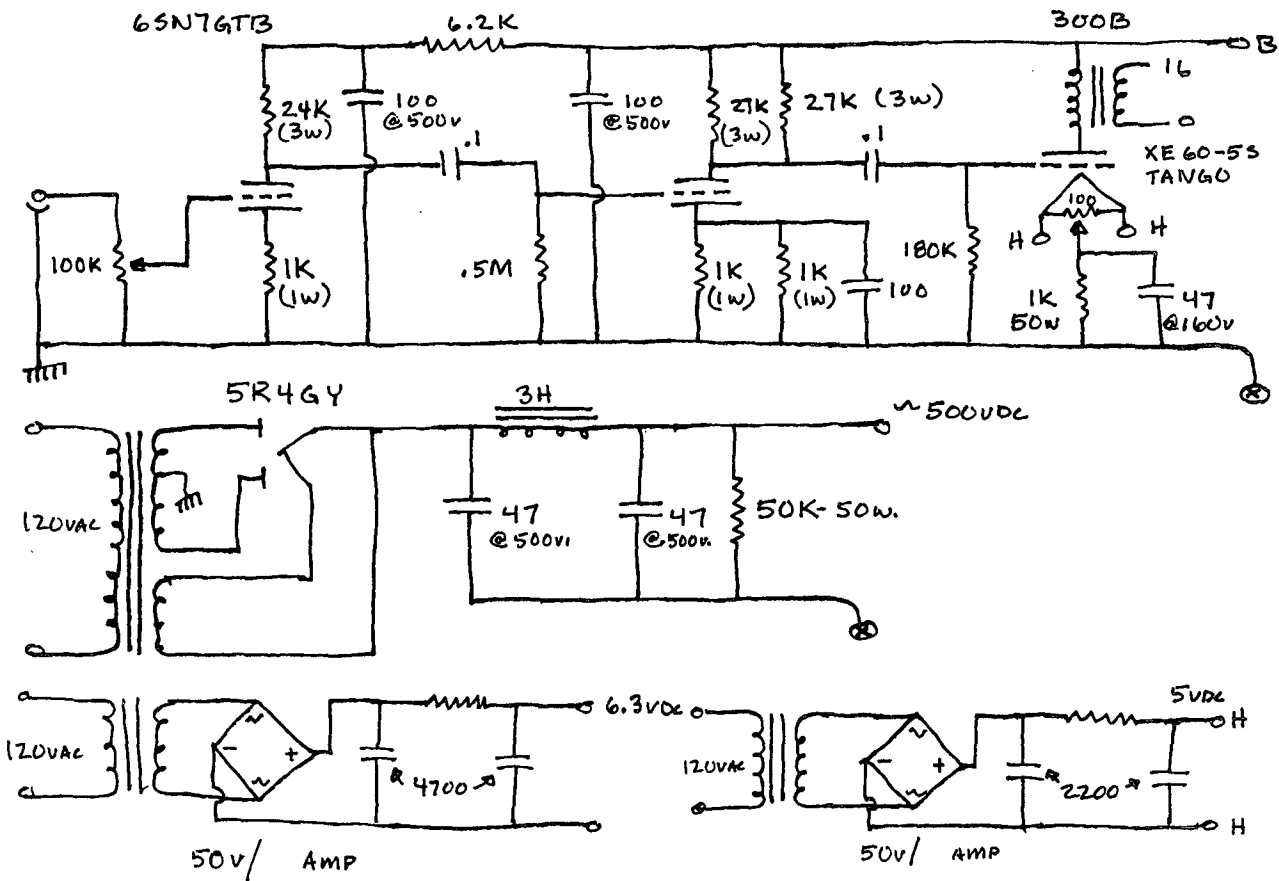 6SN7GTB
6.2K
300B
B
24K
(3W)
100
@500V
.1
100
@500V
27K
(3W)
27K (3W)
.1
16
XE60-5S
TANGO
100
H
H
100K
1K
(1W)
.5M
1K
(1W)
1K
(1W)
100
180K
1K
50W
47
@160V
5R4GY
3H
~500VDC
120VAC
47
@500V.
47
@500V.
50K-50W.
120VAC
~
-
+
~
4700
6.3VDC
50V/ AMP
120VAC
~
-
+
~
2200
5VDC
H
H
50V/ AMP